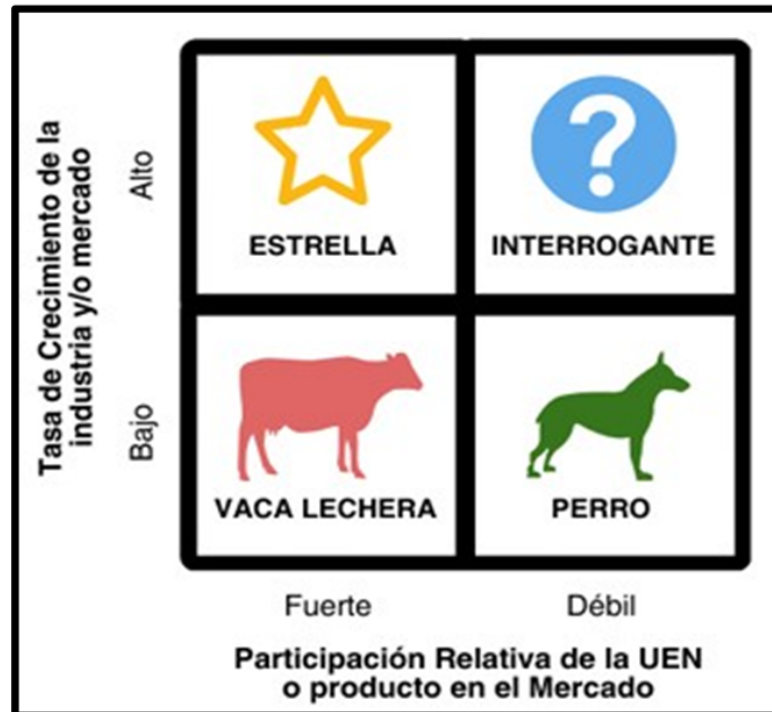 Tasa de Crecimiento de la
industria y/o mercado
Alto
Bajo
?
ESTRELLA
INTERROGANTE
VACA LECHERA
PERRO
Fuerte
Débil
Participación Relativa de la UEN
o producto en el Mercado